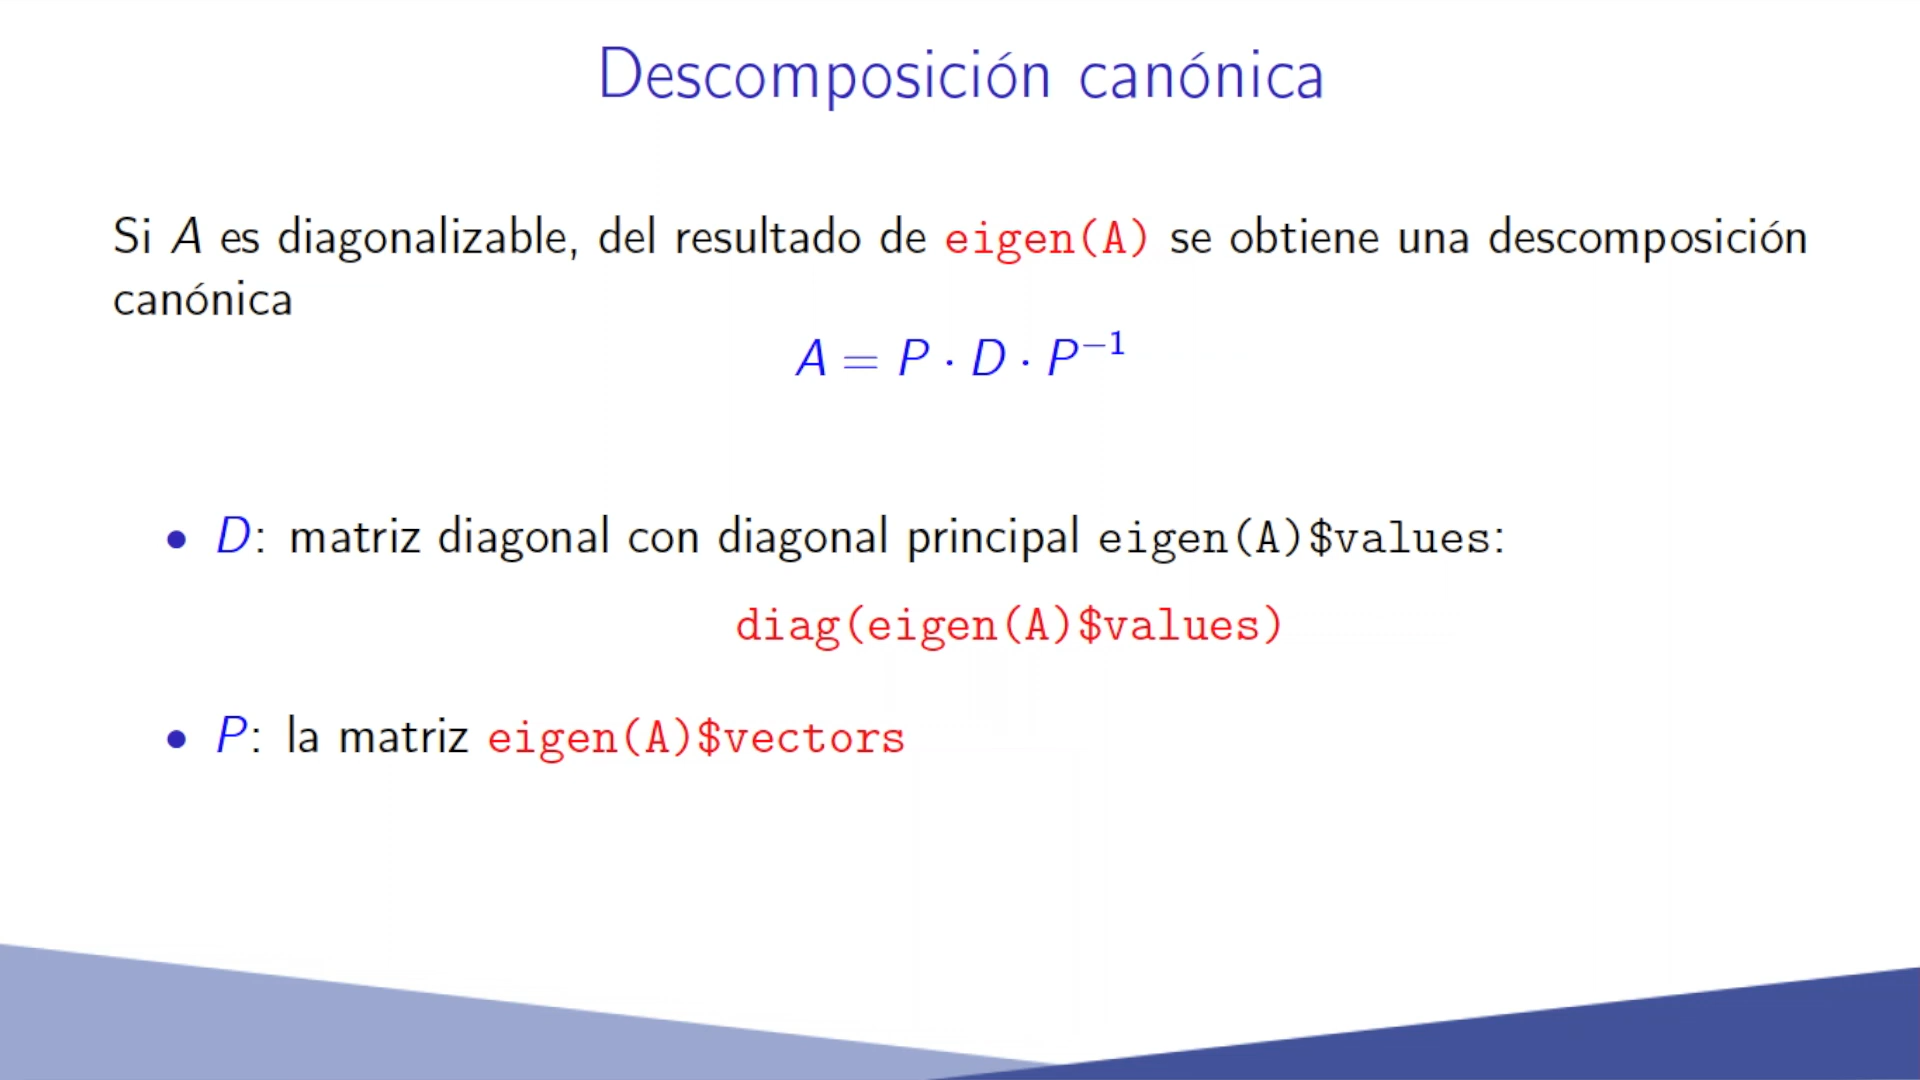 Descomposición canónica
Si A es diagonalizable, del resultado de eigen(A) se obtiene una descomposición
canónica
A = P · D · P⁻¹
• D: matriz diagonal con diagonal principal eigen(A)$values:
diag(eigen(A)$values)
• P: la matriz eigen(A)$vectors